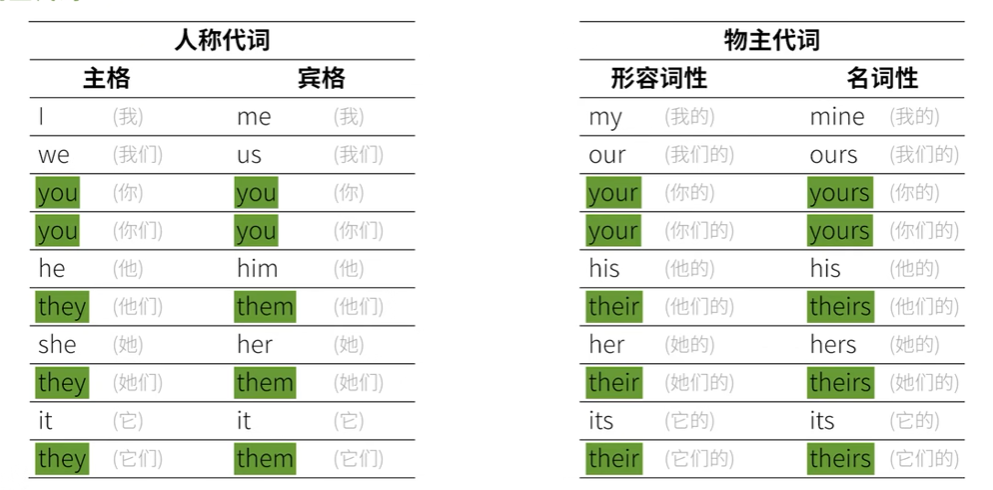 人称代词
主格 宾格
I (我) me (我)
we (我们) us (我们)
you (你) you (你)
you (你们) you (你们)
he (他) him (他)
they (他们) them (他们)
she (她) her (她)
they (她们) them (她们)
it (它) it (它)
they (它们) them (它们)
物主代词
形容词性 名词性
my (我的) mine (我的)
our (我们的) ours (我们的)
your (你的) yours (你的)
your (你们的) yours (你们的)
his (他的) his (他的)
their (他们的) theirs (他们的)
her (她的) hers (她的)
their (她们的) theirs (她们的)
its (它的) its (它的)
their (它们的) theirs (它们的)